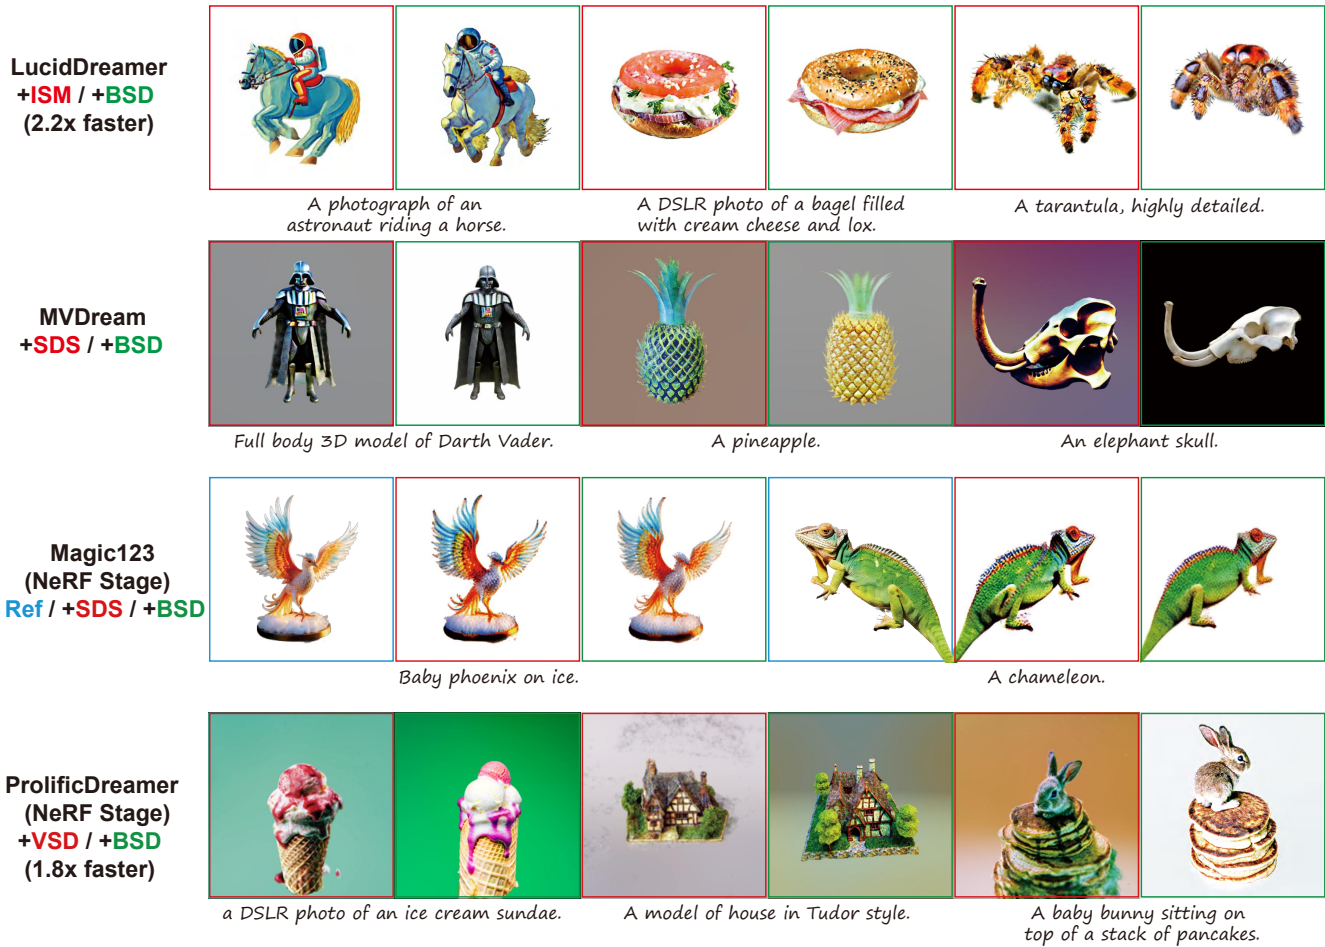 LucidDreamer
+ISM / +BSD
(2.2x faster)
A photograph of an
astronaut riding a horse.
A DSLR photo of a bagel filled
with cream cheese and lox.
A tarantula, highly detailed.
MVDream
+SDS / +BSD
Full body 3D model of Darth Vader.
A pineapple.
An elephant skull.
Magic123
(NeRF Stage)
Ref / +SDS / +BSD
Baby phoenix on ice.
A chameleon.
ProlificDreamer
(NeRF Stage)
+VSD / +BSD
(1.8x faster)
a DSLR photo of an ice cream sundae.
A model of house in Tudor style.
A baby bunny sitting on
top of a stack of pancakes.